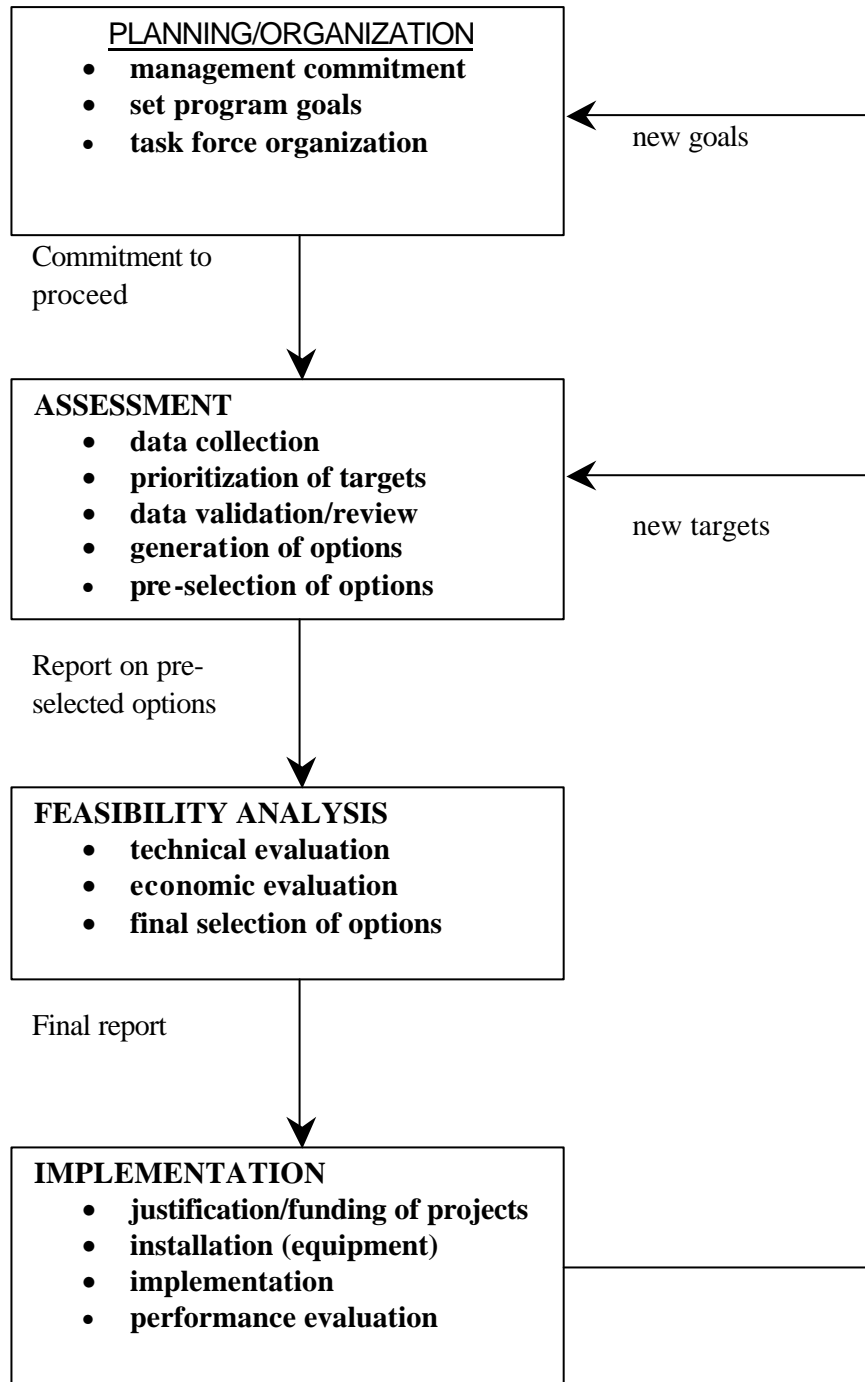 PLANNING/ORGANIZATION
• management commitment
• set program goals
• task force organization
new goals
Commitment to
proceed
ASSESSMENT
• data collection
• prioritization of targets
• data validation/review
• generation of options
• pre-selection of options
new targets
Report on pre-
selected options
FEASIBILITY ANALYSIS
• technical evaluation
• economic evaluation
• final selection of options
Final report
IMPLEMENTATION
• justification/funding of projects
• installation (equipment)
• implementation
• performance evaluation